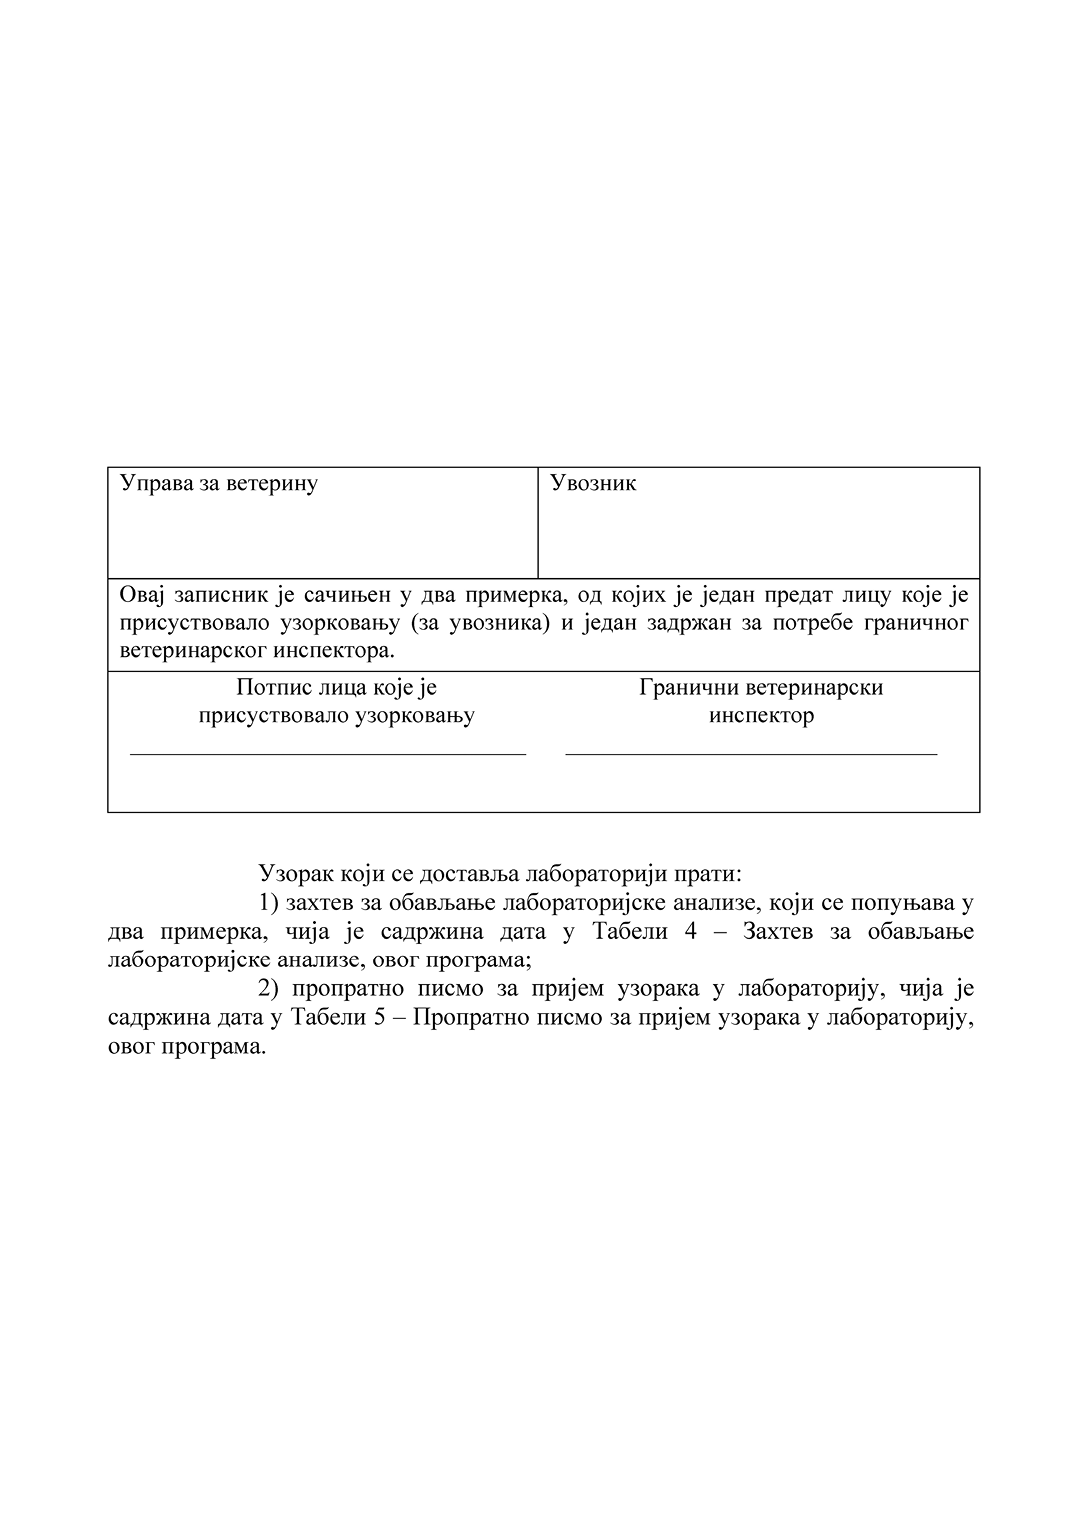 Управа за ветерину
Увозник
Овај записник је сачињен у два примерка, од којих је један предат лицу које је
присуствовало узорковању (за увозника) и један задржан за потребе граничног
ветеринарског инспектора.
Потпис лица које је
присуствовало узорковању
Гранични ветеринарски
инспектор
Узорак који се доставља лабораторији прати:
1) захтев за обављање лабораторијске анализе, који се попуњава у
два примерка, чија је садржина дата у Табели 4 – Захтев за обављање
лабораторијске анализе, овог програма;
2) пропратно писмо за пријем узорака у лабораторију, чија је
садржина дата у Табели 5 – Пропратно писмо за пријем узорака у лабораторију,
овог програма.